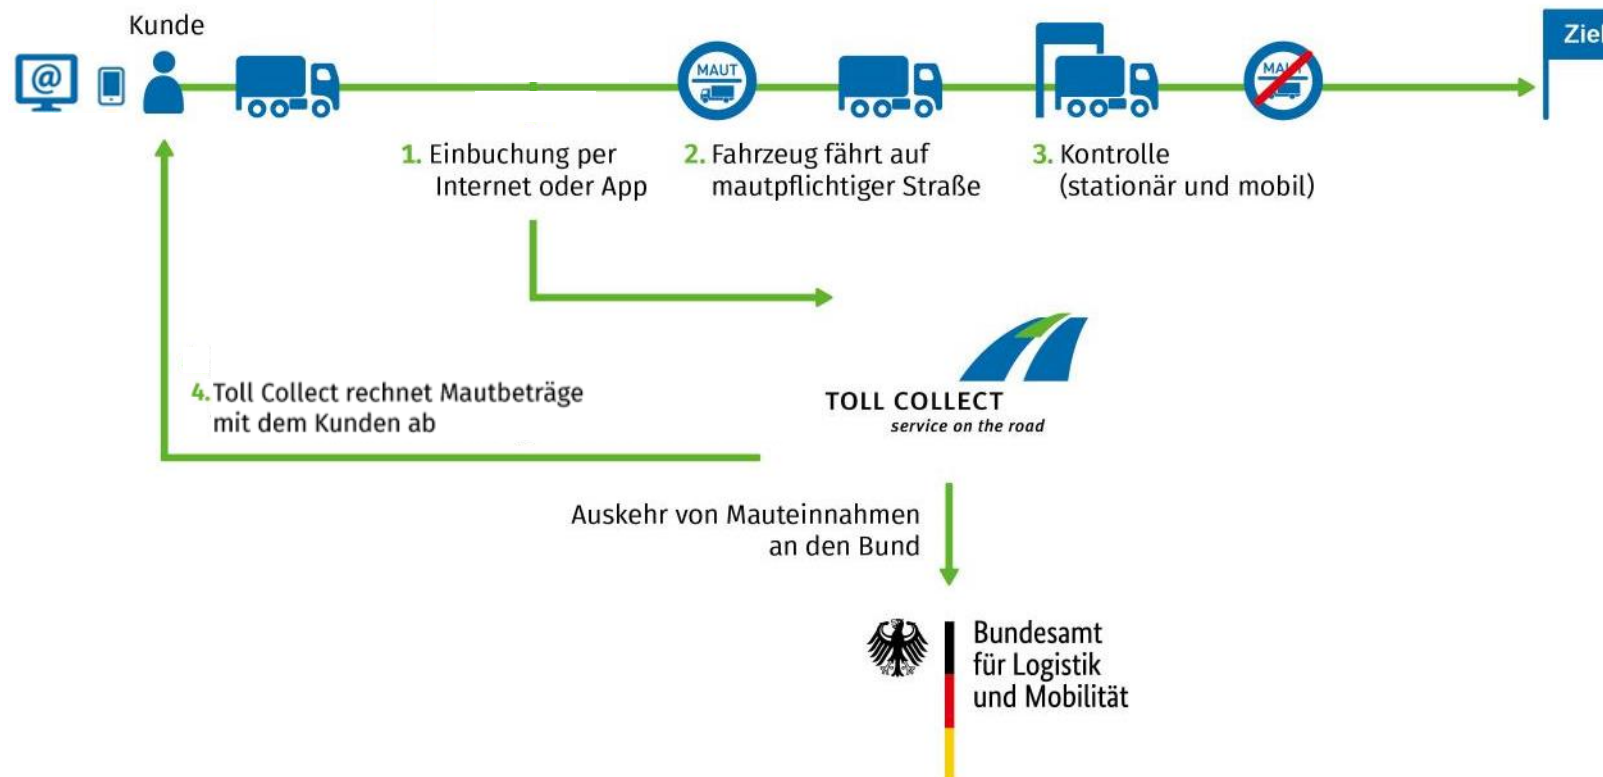 Kunde
@
MAUT
MAUT
Ziel
1. Einbuchung per
Internet oder App
2. Fahrzeug fährt auf
mautpflichtiger Straße
3. Kontrolle
(stationär und mobil)
4. Toll Collect rechnet Mautbeträge
mit dem Kunden ab
TOLL COLLECT
service on the road
Auskehr von Mauteinnahmen
an den Bund
Bundesamt
für Logistik
und Mobilität